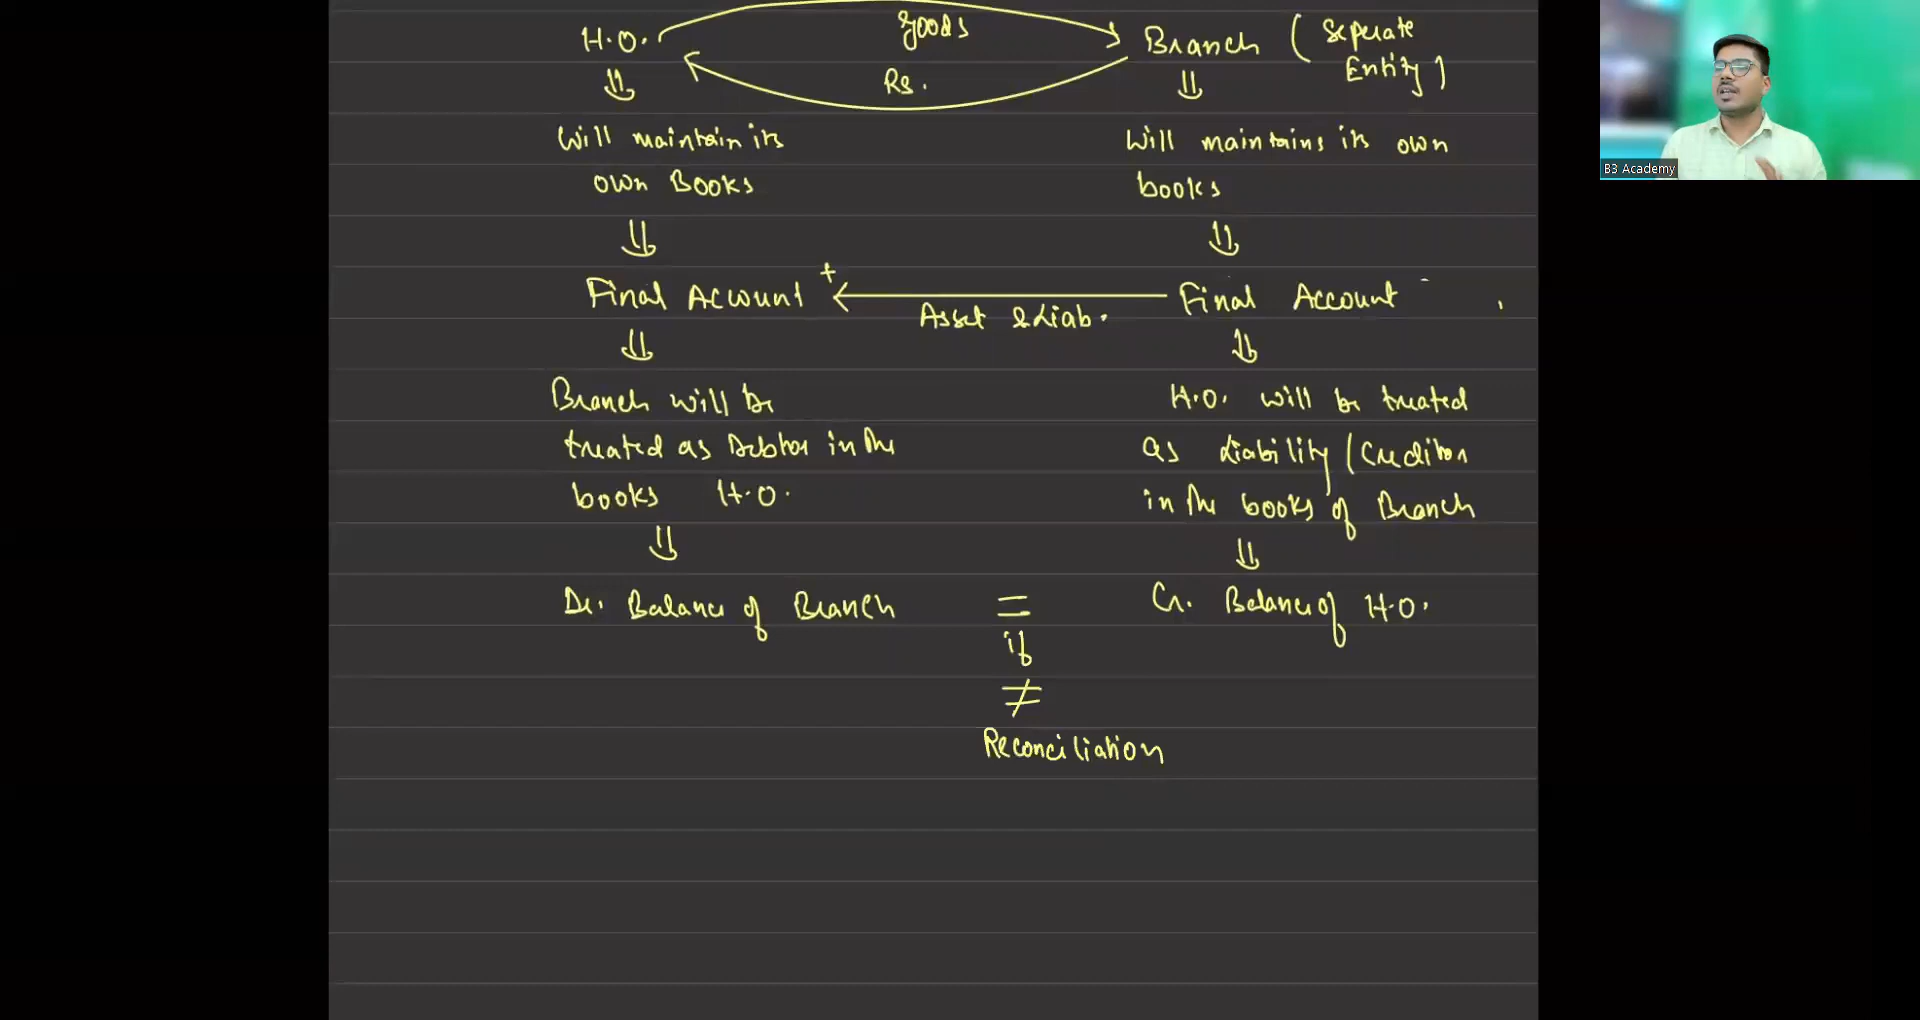 H.O.
goods
Branch ( Seperate
Entity )
Rs.
Will maintain its
own Books
Will maintains its own
books
Final Account +
Asset & Liab.
Final Account
Branch will be
treated as Debtor in the
books H.O.
H.O. will be treated
as Liability / Creditor
in the books of Branch
Dr. Balance of Branch
=
Cr. Balance of H.O.
if
≠
Reconciliation
B3 Academy